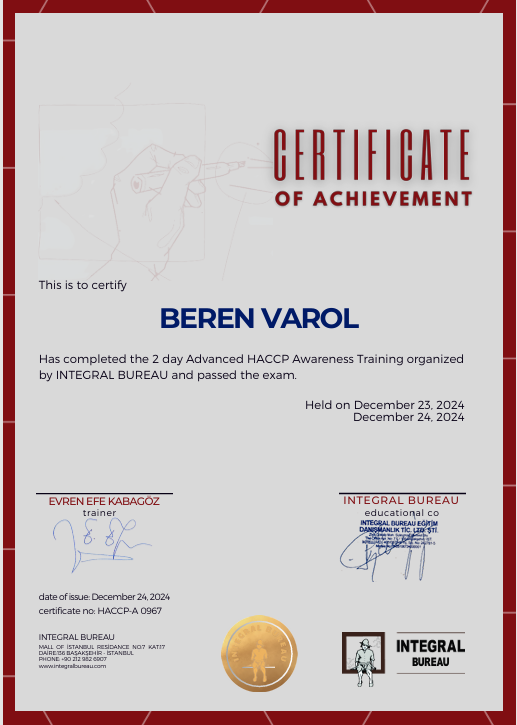 CERTIFICATE
OF ACHIEVEMENT
This is to certify
BEREN VAROL
Has completed the 2 day Advanced HACCP Awareness Training organized
by INTEGRAL BUREAU and passed the exam.
Held on December 23, 2024
December 24, 2024
EVREN EFE KABAGÖZ
trainer
INTEGRAL BUREAU
educational co
INTEGRAL BUREAU EĞİTİM
DANIŞMANLIK TİC. LTD. ŞTİ.
date of issue: December 24, 2024
certificate no: HACCP-A 0967
INTEGRAL BUREAU
MALL OF İSTANBUL RESIDANCE NO:7 KAT:17
DAİRE:136 BAŞAKŞEHİR - İSTANBUL
PHONE: +90 212 982 6907
www.integralbureau.com
INTEGRAL
BUREAU